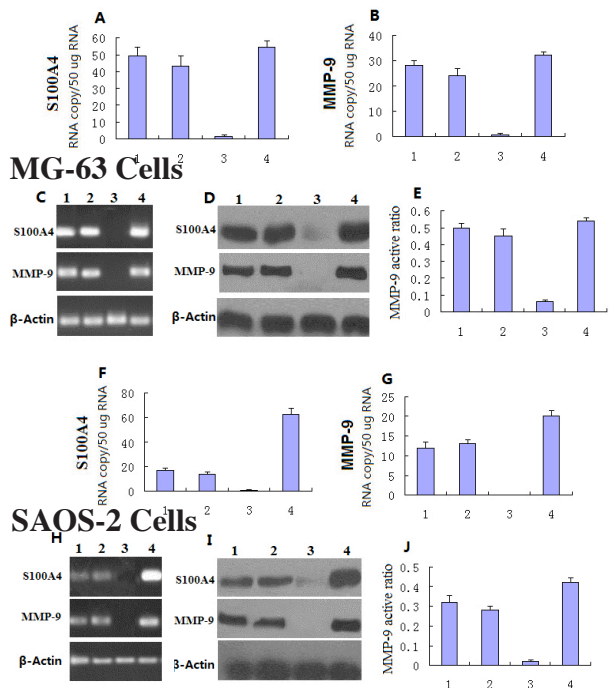 A
S100A4
RNA copy/50 ug RNA
60
50
40
30
20
10
0
1 2 3 4
B
MMP-9
RNA copy/50 ug RNA
40
30
20
10
0
1 2 3 4
MG-63 Cells
C
1 2 3 4
S100A4
MMP-9
β-Actin
D
1 2 3 4
S100A4
MMP-9
β-Actin
E
MMP-9 active ratio
0.6
0.5
0.4
0.3
0.2
0.1
0
1 2 3 4
F
S100A4
RNA copy/50 ug RNA
80
60
40
20
0
1 2 3 4
G
MMP-9
RNA copy/50 ug RNA
25
20
15
10
5
0
1 2 3 4
SAOS-2 Cells
H
1 2 3 4
S100A4
MMP-9
β-Actin
I
1 2 3 4
S100A4
MMP-9
β-Actin
J
MMP-9 active ratio
0.5
0.4
0.3
0.2
0.1
0
1 2 3 4